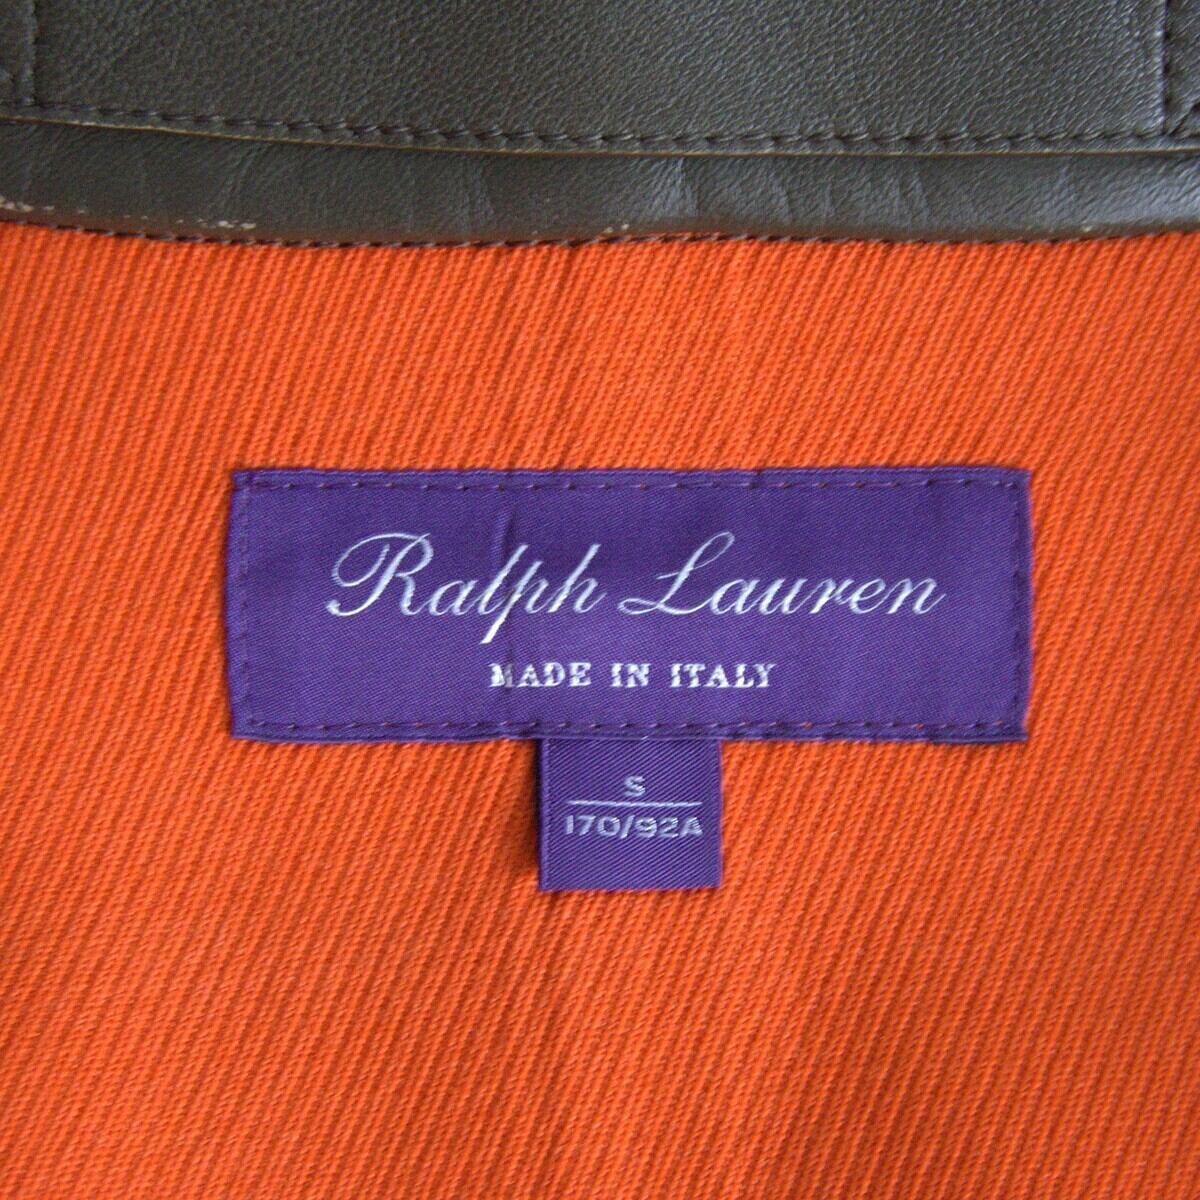 Ralph Lauren
MADE IN ITALY
S
170/92A